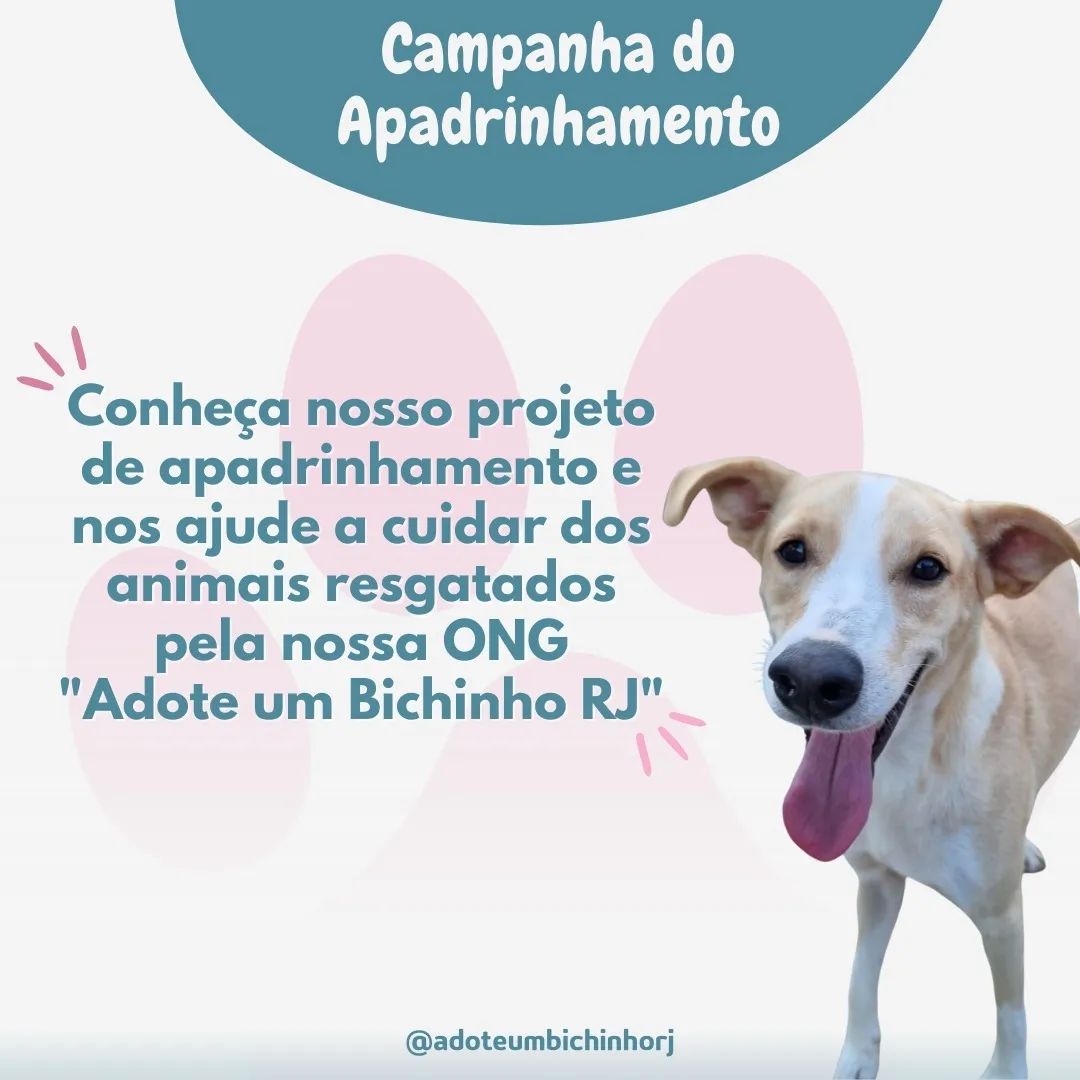 Campanha do
Apadrinhamento
Conheça nosso projeto
de apadrinhamento e
nos ajude a cuidar dos
animais resgatados
pela nossa ONG
"Adote um Bichinho RJ"
@adoteumbichinhorj